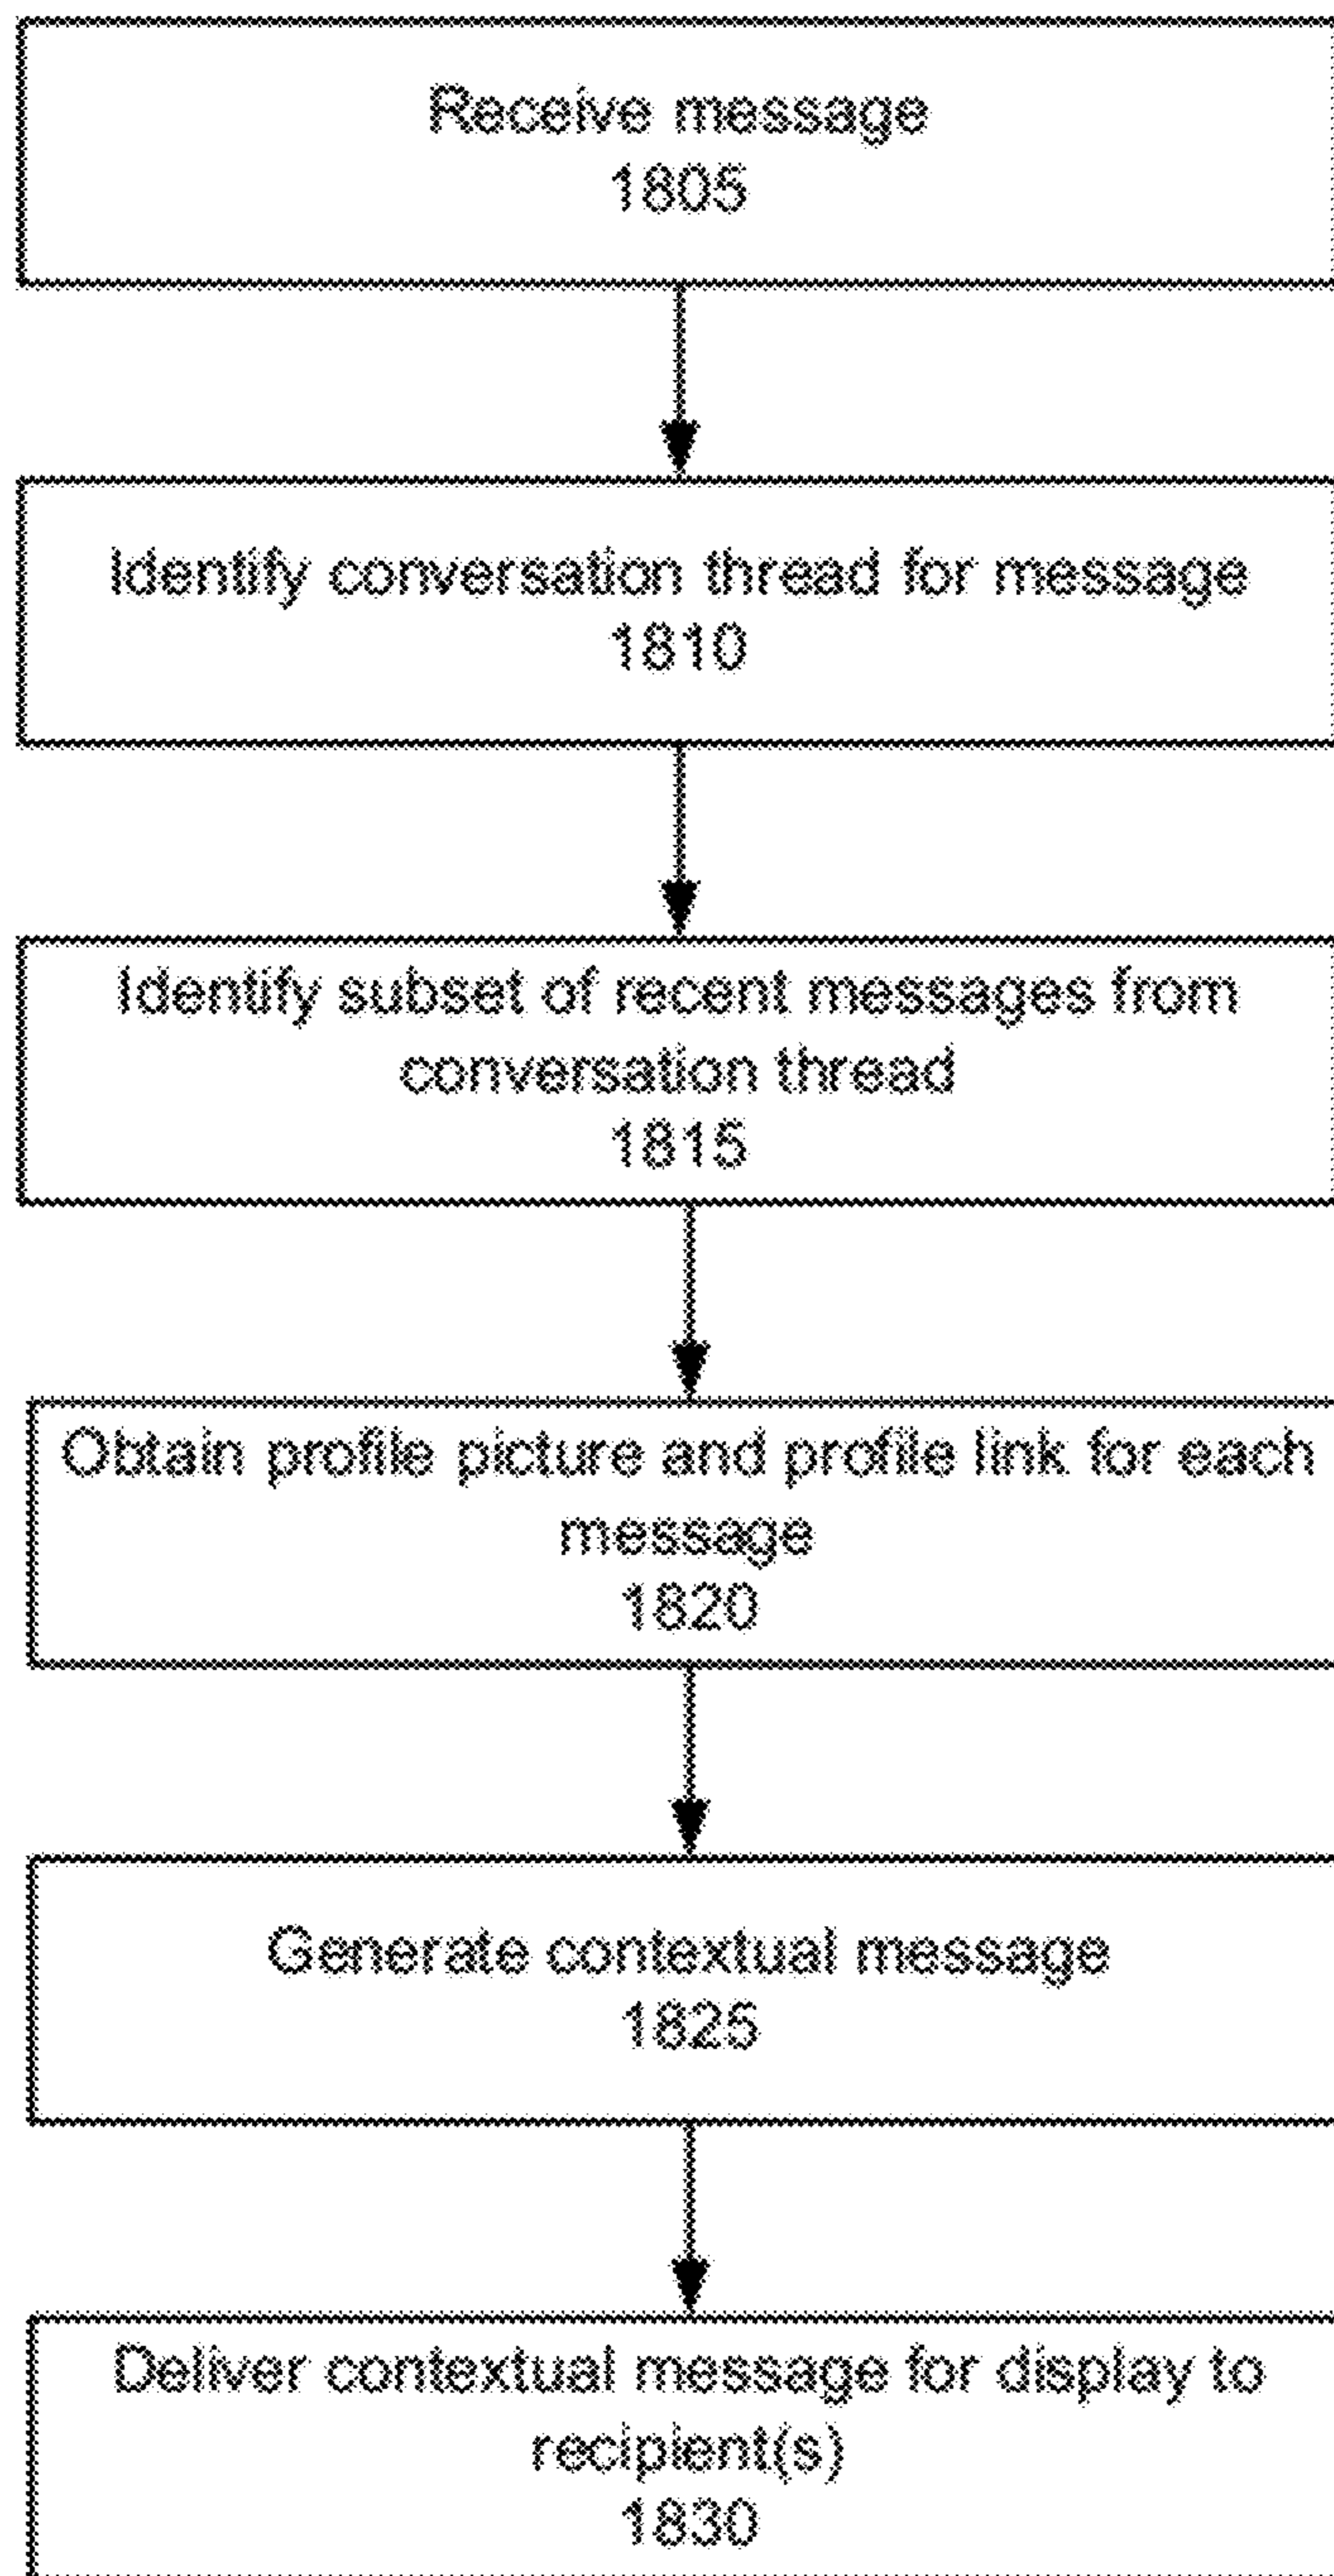 Receive message
1805
Identify conversation thread for message
1810
Identify subset of recent messages from
conversation thread
1815
Obtain profile picture and profile link for each
message
1820
Generate contextual message
1825
Deliver contextual message for display to
recipient(s)
1830